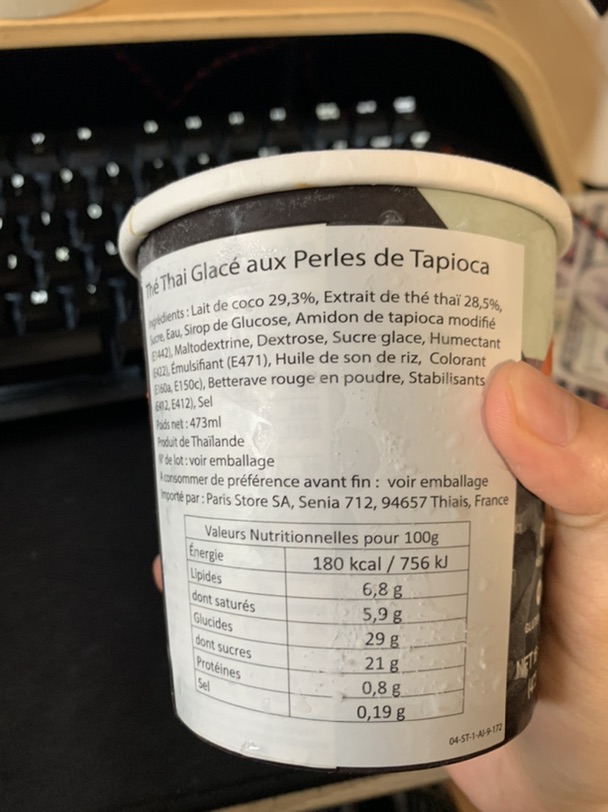 Thé Thai Glacé aux Perles de Tapioca
Ingrédients : Lait de coco 29,3%, Extrait de thé thaï 28,5%,
Sucre, Eau, Sirop de Glucose, Amidon de tapioca modifié
(E1442), Maltodextrine, Dextrose, Sucre glace, Humectant
(E422), Émulsifiant (E471), Huile de son de riz, Colorant
(E160a, E150c), Betterave rouge en poudre, Stabilisants
E412), Sel
Poids net : 473ml
Produit de Thaïlande
N° de lot : voir emballage
A consommer de préférence avant fin : voir emballage
Importé par : Paris Store SA, Senia 712, 94657 Thiais, France
Valeurs Nutritionnelles pour 100g
Énergie 180 kcal / 756 kJ
Lipides 6,8 g
dont saturés 5,9 g
Glucides 29 g
dont sucres 21 g
Protéines 0,8 g
Sel 0,19 g
04-ST-1-AI-9-172
NET